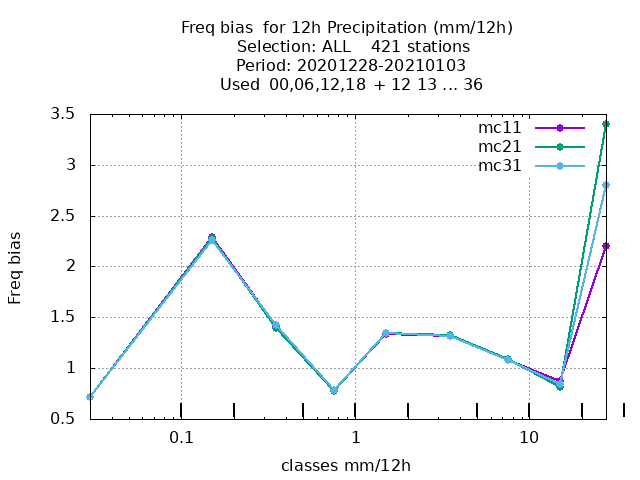 Freq bias  for 12h Precipitation (mm/12h)
Selection: ALL    421 stations
Period: 20201228-20210103
Used  00,06,12,18  + 12 13 ... 36
3.5
3
2.5
2
1.5
1
0.5
Freq bias
mc11
mc21
mc31
0.1 1 10
classes mm/12h